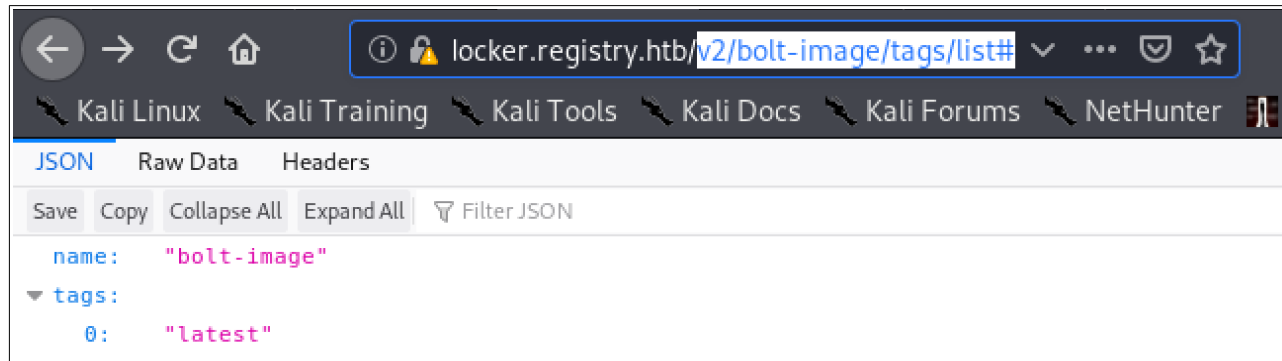 locker.registry.htb/v2/bolt-image/tags/list#
Kali Linux Kali Training Kali Tools Kali Docs Kali Forums NetHunter
JSON Raw Data Headers
Save Copy Collapse All Expand All Filter JSON
name: "bolt-image"
tags:
0: "latest"